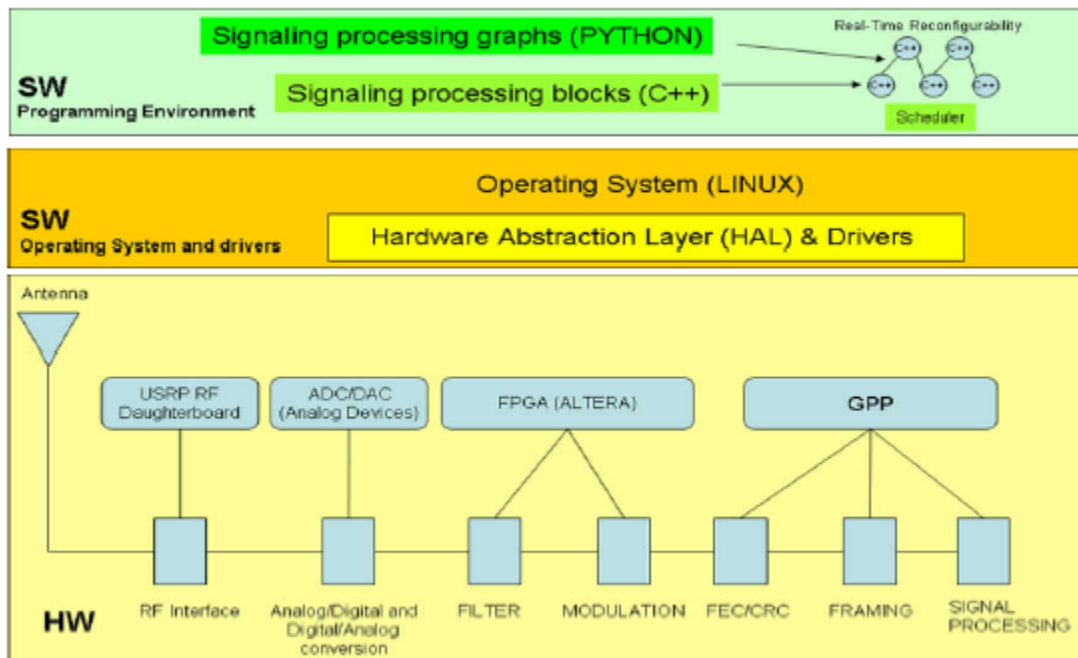 Signaling processing graphs (PYTHON)
Real-Time Reconfigurability
C++ C++
SW
Programming Environment
Signaling processing blocks (C++)
C++ C++ C++
Scheduler
Operating System (LINUX)
SW
Operating System and drivers
Hardware Abstraction Layer (HAL) & Drivers
Antenna
USRP RF
Daughterboard
ADC/DAC
(Analog Devices)
FPGA (ALTERA)
GPP
HW
RF Interface
Analog/Digital and
Digital/Analog
conversion
FILTER
MODULATION
FEC/CRC
FRAMING
SIGNAL
PROCESSING